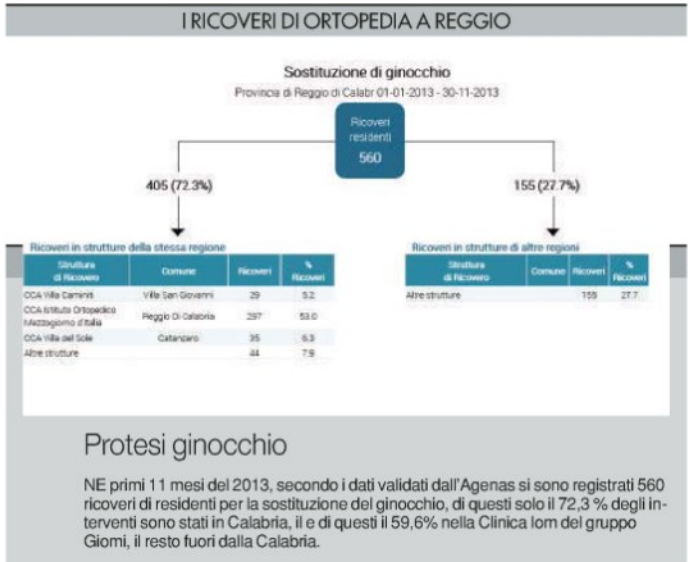 I RICOVERI DI ORTOPEDIA A REGGIO
Sostituzione di ginocchio
Provincia di Reggio di Calabr 01-01-2013 - 30-11-2013
Ricoveri
residenti
560
405 (72.3%)
155 (27.7%)
Ricoveri in strutture della stessa regione
Struttura di Ricovero Comune Ricoveri % Ricoveri
CCA Villa Caminiti Villa San Giovanni 29 5.2
CCA Istituto Ortopedico Mezzogiorno d'Italia Reggio Di Calabria 297 53.0
CCA Villa del Sole Catanzaro 35 6.3
Altre strutture 44 7.9
Ricoveri in strutture di altre regioni
Struttura di Ricovero Comune Ricoveri % Ricoveri
Altre strutture 155 27.7
Protesi ginocchio
NE primi 11 mesi del 2013, secondo i dati validati dall'Agenas si sono registrati 560
ricoveri di residenti per la sostituzione del ginocchio, di questi solo il 72,3 % degli in-
terventi sono stati in Calabria, il e di questi il 59,6% nella Clinica Iom del gruppo
Giomi, il resto fuori dalla Calabria.